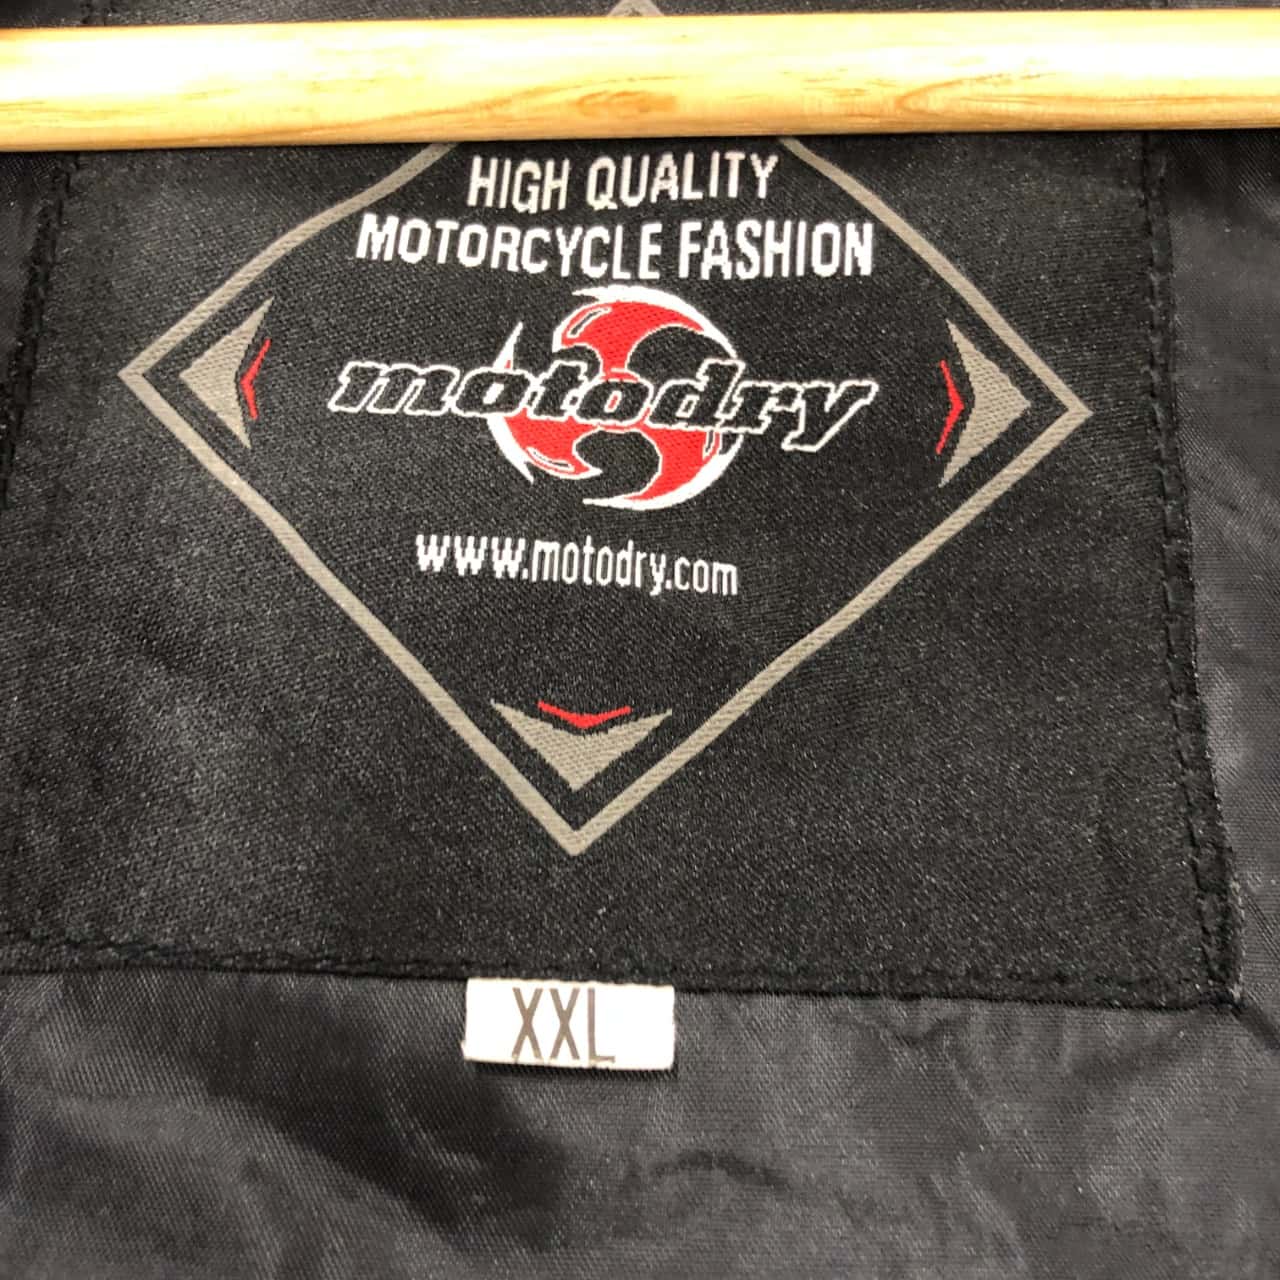 HIGH QUALITY
MOTORCYCLE FASHION
motodry
www.motodry.com
XXL